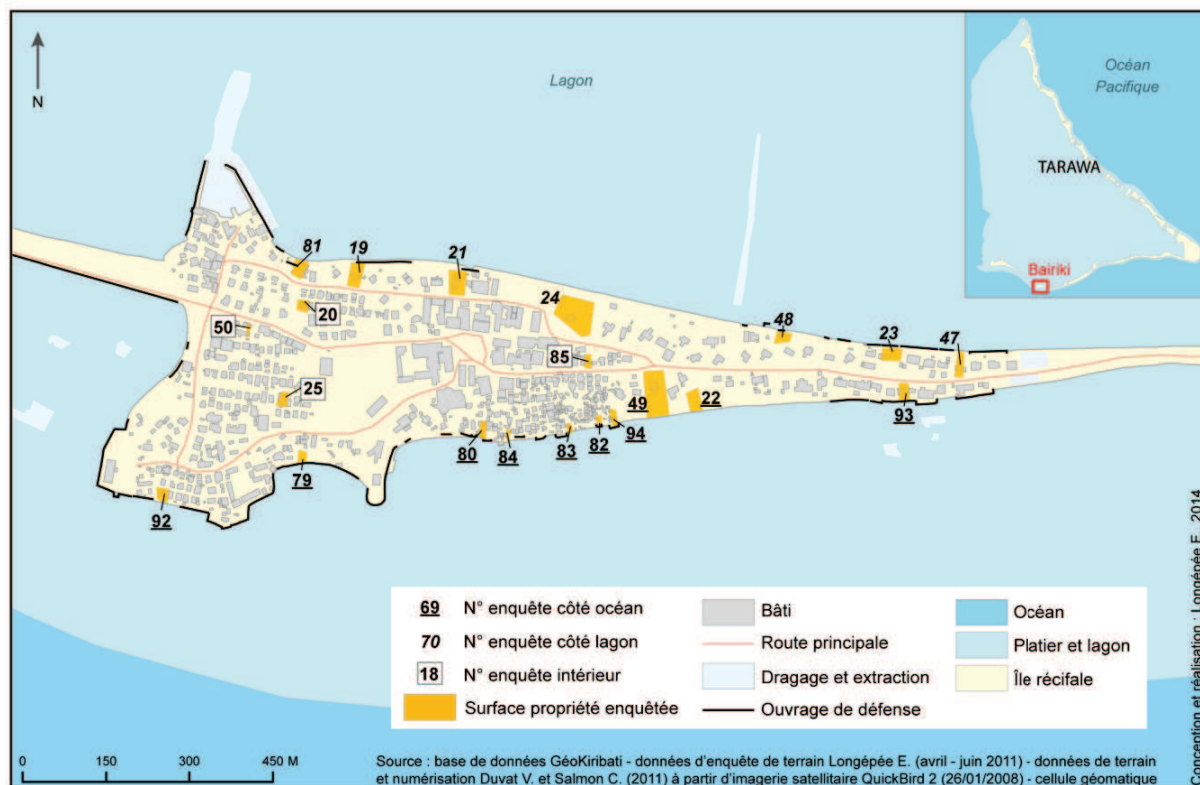 Lagon
Océan
Pacifique
TARAWA
Bairiki
N
81
19
21
24
48
23
47
20
50
85
25
49
22
93
80
84
83
82
94
79
92
69 N° enquête côté océan
70 N° enquête côté lagon
18 N° enquête intérieur
Surface propriété enquêtée
Bâti
Route principale
Dragage et extraction
Ouvrage de défense
Océan
Platier et lagon
Île récifale
0 150 300 450 M
Source : base de données GéoKiribati - données d'enquête de terrain Longépée E. (avril - juin 2011) - données de terrain
et numérisation Duvat V. et Salmon C. (2011) à partir d'imagerie satellitaire QuickBird 2 (26/01/2008) - cellule géomatique
Conception et réalisation : Longépée E. 2014